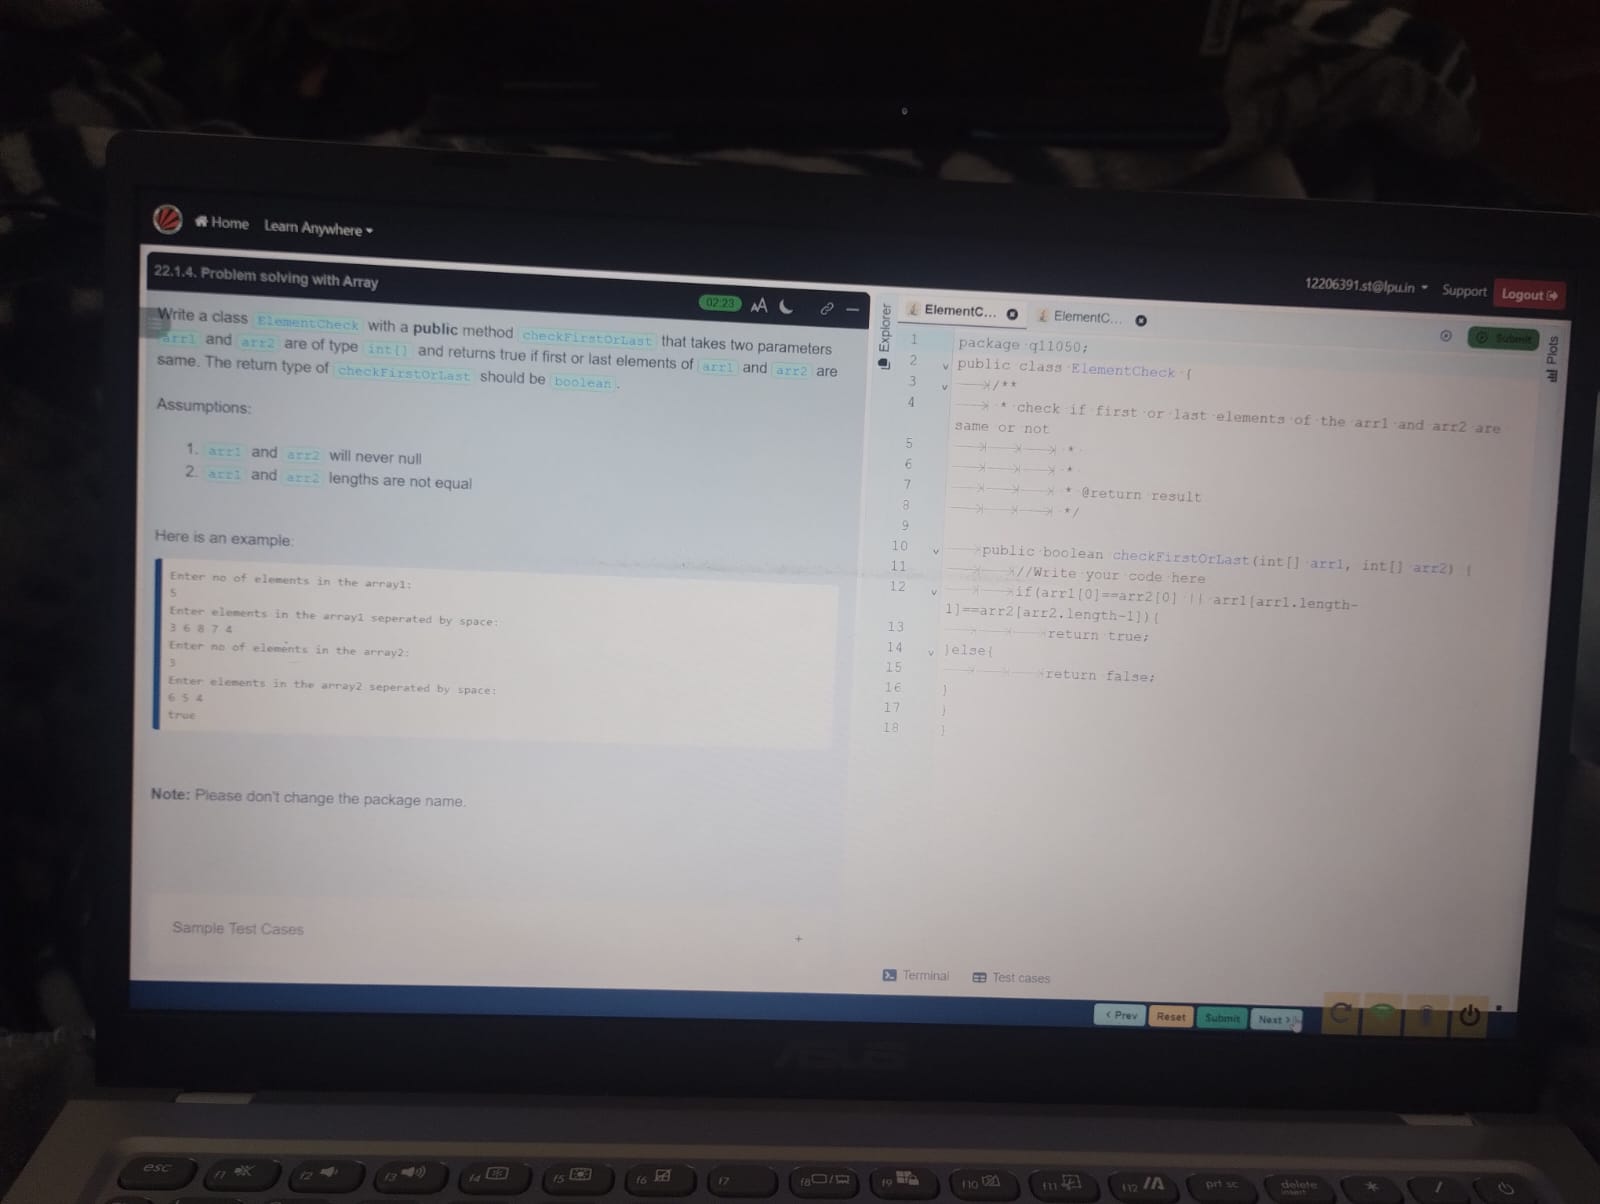 Home Learn Anywhere
12206391.st@lpu.in Support Logout
22.1.4. Problem solving with Array
02:23 AA
Write a class ElementCheck with a public method checkFirstOrLast that takes two parameters
arr1 and arr2 are of type int[] and returns true if first or last elements of arr1 and arr2 are
same. The return type of checkFirstOrLast should be boolean.
Assumptions:
1. arr1 and arr2 will never null
2. arr1 and arr2 lengths are not equal
Here is an example:
Enter no of elements in the array1:
5
Enter elements in the array1 seperated by space:
3 6 8 7 4
Enter no of elements in the array2:
3
Enter elements in the array2 seperated by space:
6 5 4
true
Note: Please don't change the package name.
Sample Test Cases +
Explorer
ElementC... ElementC...
Submit
Plots
1 package q11050;
2 public class ElementCheck {
3 /**
4 * check if first or last elements of the arr1 and arr2 are
same or not
5 *
6 *
7 * @return result
8 */
9
10 public boolean checkFirstOrLast(int[] arr1, int[] arr2) {
11 //Write your code here
12 if(arr1[0]==arr2[0] || arr1[arr1.length-
1]==arr2[arr2.length-1]){
13 return true;
14 }else{
15 return false;
16 }
17 }
18 }
Terminal Test cases
< Prev Reset Submit Next >
ASUS
esc f1 f2 f3 f4 f5 f6 f7 f8 f9 f10 f11 f12 prt sc delete
insert * /